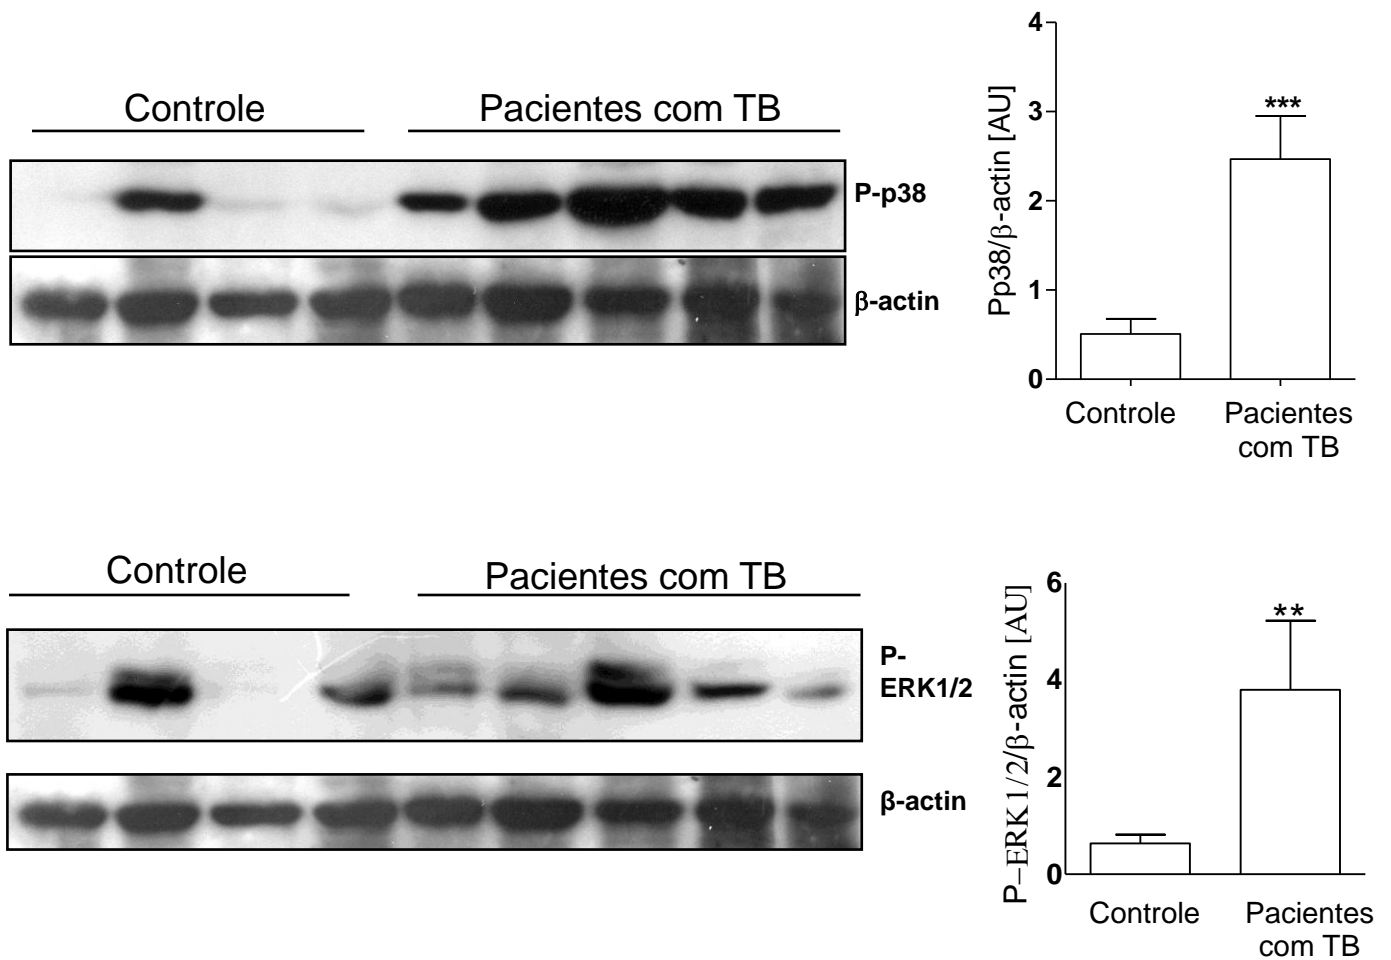 Controle
Pacientes com TB
P-p38
β-actin
Pp38/β-actin [AU]
4
3
2
1
0
***
Controle
Pacientes
com TB
Controle
Pacientes com TB
P-
ERK1/2
β-actin
P–ERK1/2/β-actin [AU]
6
4
2
0
**
Controle
Pacientes
com TB